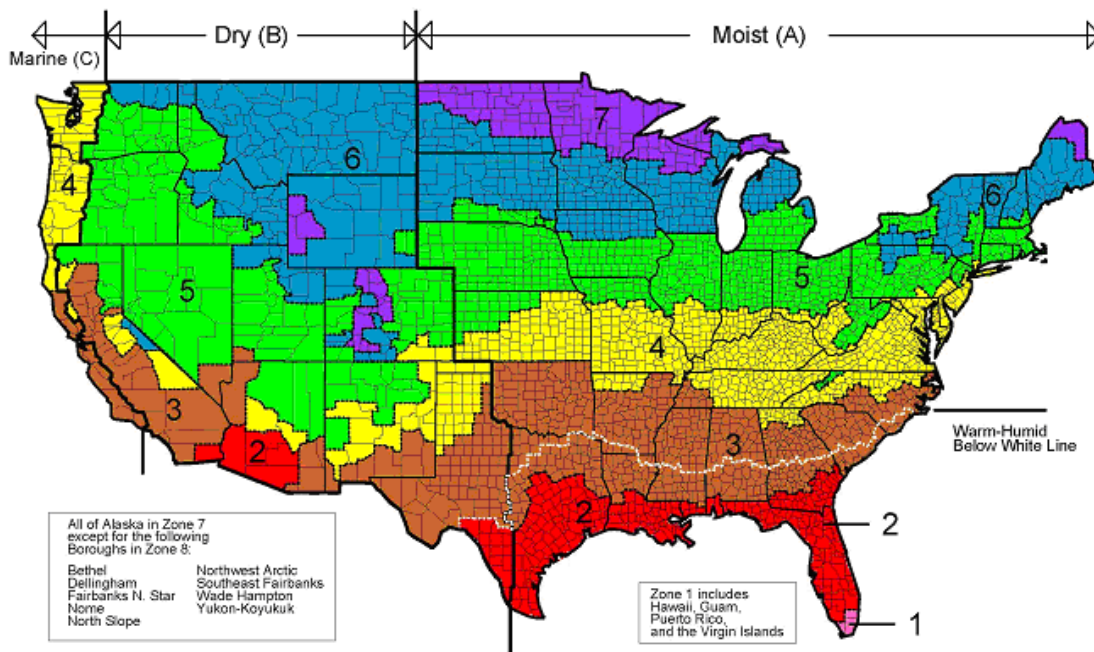 Marine (C)
Dry (B)
Moist (A)
7
6
4
6
5
5
4
3
3
2
2
Warm-Humid
Below White Line
2
1
All of Alaska in Zone 7
except for the following
Boroughs in Zone 8:
Bethel
Dellingham
Fairbanks N. Star
Nome
North Slope
Northwest Arctic
Southeast Fairbanks
Wade Hampton
Yukon-Koyukuk
Zone 1 includes
Hawaii, Guam,
Puerto Rico,
and the Virgin Islands